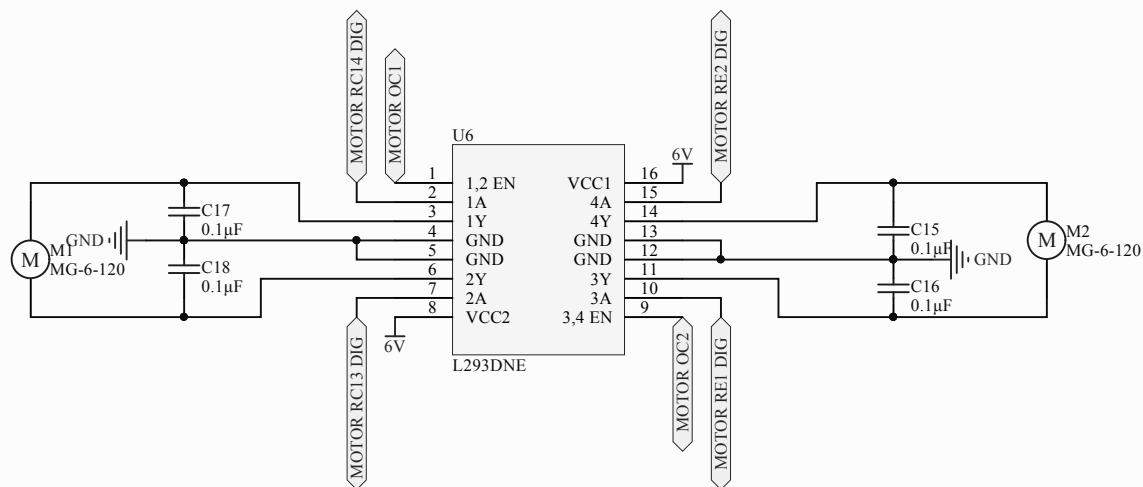 MOTOR RC14 DIG
MOTOR OC1
MOTOR RE2 DIG
U6
6V
1
1,2 EN
VCC1
16
2
1A
4A
15
3
1Y
4Y
14
4
GND
GND
13
5
GND
GND
12
6
2Y
3Y
11
7
2A
3A
10
8
VCC2
3,4 EN
9
L293DNE
6V
C17
0.1µF
GND
C18
0.1µF
M
M1
MG-6-120
C15
0.1µF
GND
C16
0.1µF
M
M2
MG-6-120
MOTOR RC13 DIG
MOTOR OC2
MOTOR RE1 DIG